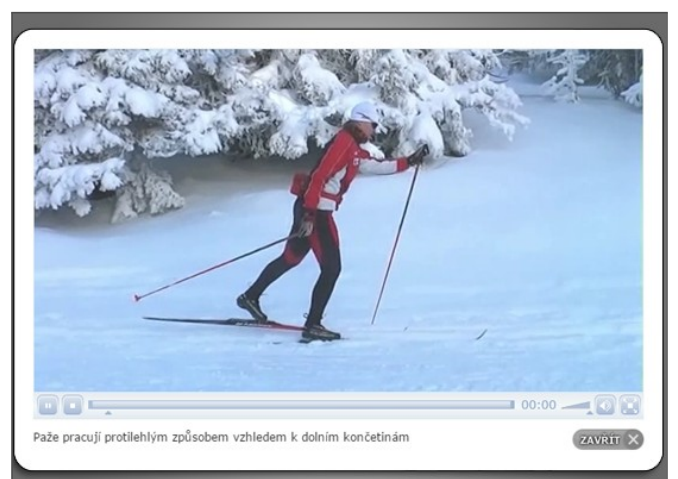 00:00
Paže pracují protilehlým způsobem vzhledem k dolním končetinám
ZAVŘÍT